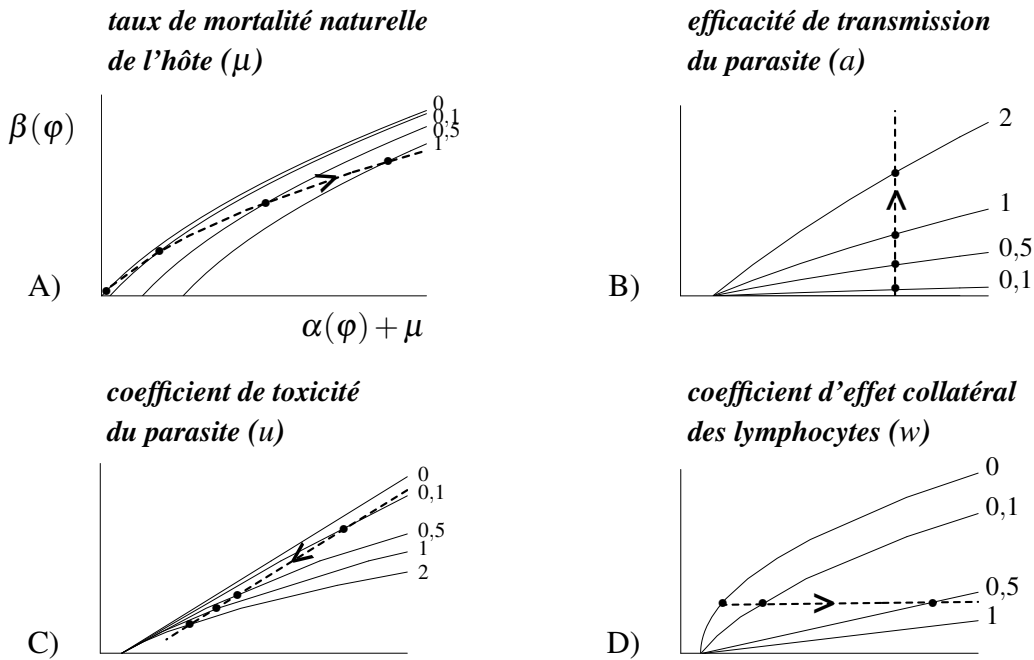 taux de mortalité naturelle
de l'hôte (μ)
β(φ)
0
0,1
0,5
1
A)
α(φ) + μ
efficacité de transmission
du parasite (a)
2
1
0,5
0,1
B)
coefficient de toxicité
du parasite (u)
0
0,1
0,5
1
2
C)
coefficient d'effet collatéral
des lymphocytes (w)
0
0,1
0,5
1
D)